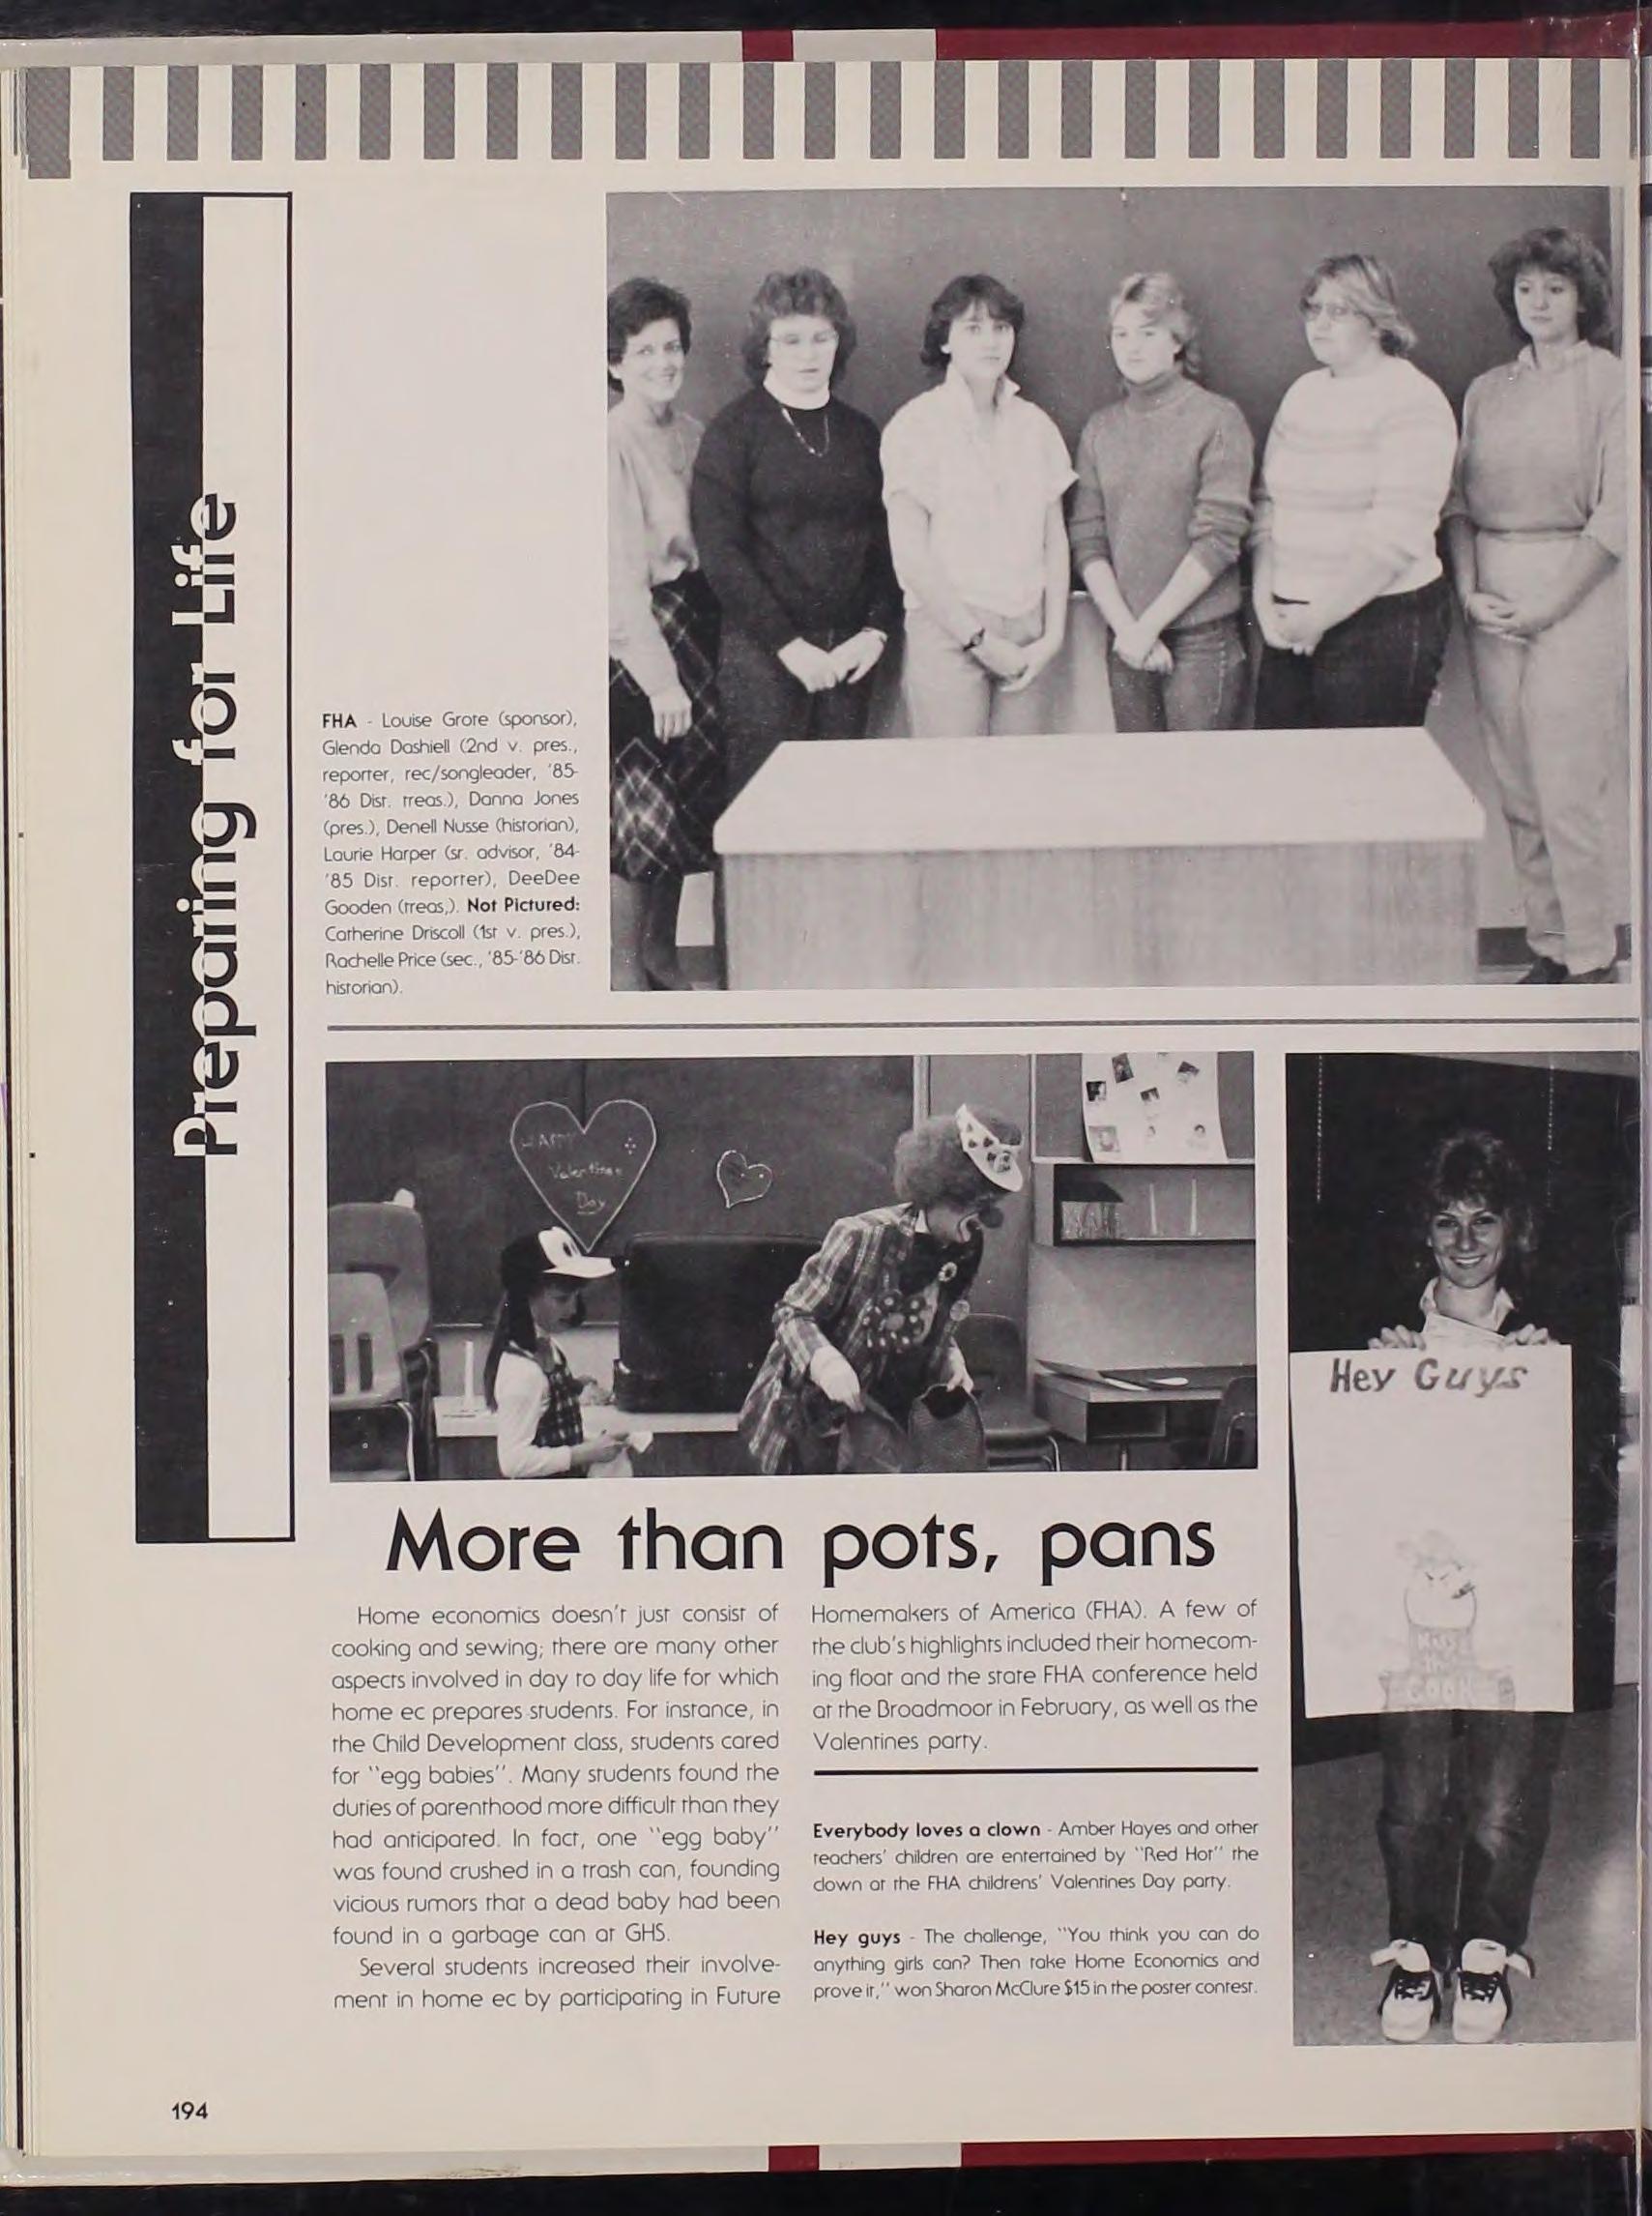 Preparing for Life
FHA - Louise Grote (sponsor),
Glenda Dashiell (2nd v. pres.,
reporter, rec/songleader, '85-
'86 Dist. treas.), Danna Jones
(pres.), Denell Nusse (historian),
Laurie Harper (sr. advisor, '84-
'85 Dist. reporter), DeeDee
Gooden (treas,). Not Pictured:
Catherine Driscoll (1st v. pres.),
Rachelle Price (sec., '85-'86 Dist.
historian).
HAPPY
Valentines
Day
Hey Guys
KISS
the
COOK
More than pots, pans
Home economics doesn't just consist of
cooking and sewing; there are many other
aspects involved in day to day life for which
home ec prepares students. For instance, in
the Child Development class, students cared
for "egg babies". Many students found the
duties of parenthood more difficult than they
had anticipated. In fact, one "egg baby"
was found crushed in a trash can, founding
vicious rumors that a dead baby had been
found in a garbage can at GHS.
Several students increased their involve-
ment in home ec by participating in Future
Homemakers of America (FHA). A few of
the club's highlights included their homecom-
ing float and the state FHA conference held
at the Broadmoor in February, as well as the
Valentines party.
Everybody loves a clown - Amber Hayes and other
teachers' children are entertained by "Red Hot" the
clown at the FHA childrens' Valentines Day party.
Hey guys - The challenge, "You think you can do
anything girls can? Then take Home Economics and
prove it," won Sharon McClure $15 in the poster contest.
194